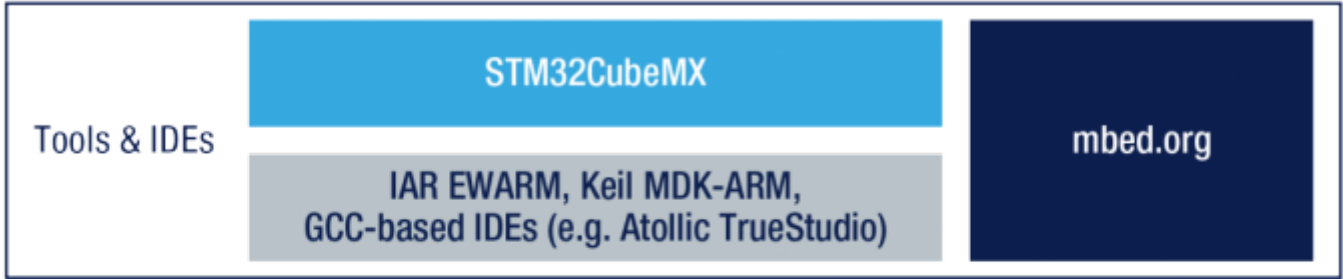 Tools & IDEs
STM32CubeMX
IAR EWARM, Keil MDK-ARM,
GCC-based IDEs (e.g. Atollic TrueStudio)
mbed.org